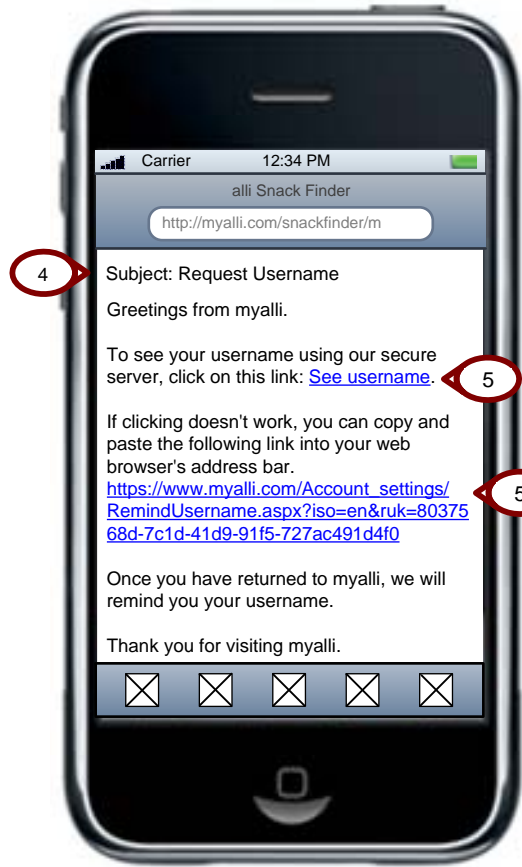 Carrier 12:34 PM
alli Snack Finder
http://myalli.com/snackfinder/m
4
Subject: Request Username
Greetings from myalli.
To see your username using our secure
server, click on this link: See username.
5
If clicking doesn't work, you can copy and
paste the following link into your web
browser's address bar.
https://www.myalli.com/Account_settings/
5
RemindUsername.aspx?iso=en&ruk=80375
68d-7c1d-41d9-91f5-727ac491d4f0
Once you have returned to myalli, we will
remind you your username.
Thank you for visiting myalli.